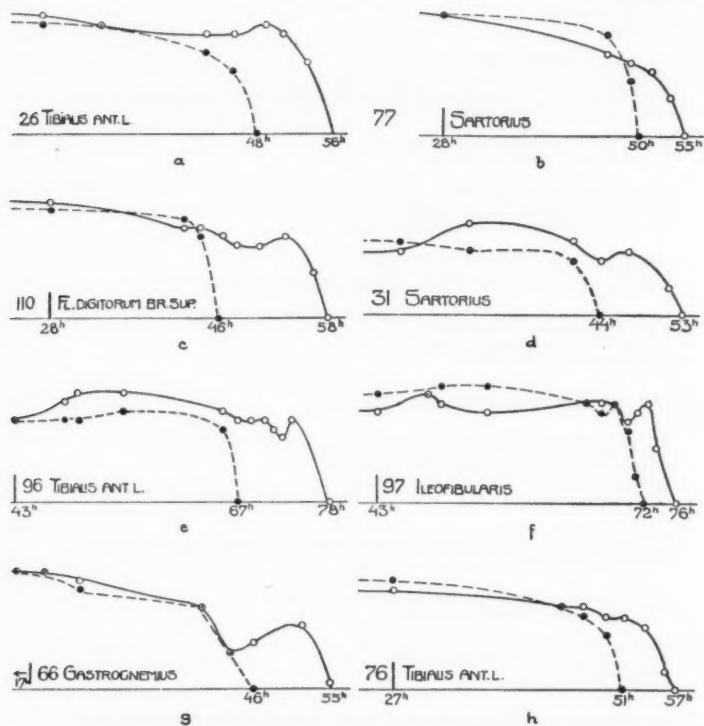 26 TIBIALIS ANT. L.
48ʰ 56ʰ
a
77 SARTORIUS
28ʰ 50ʰ 55ʰ
b
110 FL. DIGITORUM BR. SUP.
28ʰ 46ʰ 58ʰ
c
31 SARTORIUS
44ʰ 53ʰ
d
96 TIBIALIS ANT. L.
43ʰ 67ʰ 78ʰ
e
97 ILEOFIBULARIS
43ʰ 72ʰ 76ʰ
f
66 GASTROGNEMIUS
17ʰ 46ʰ 55ʰ
g
76 TIBIALIS ANT. L.
27ʰ 51ʰ 57ʰ
h